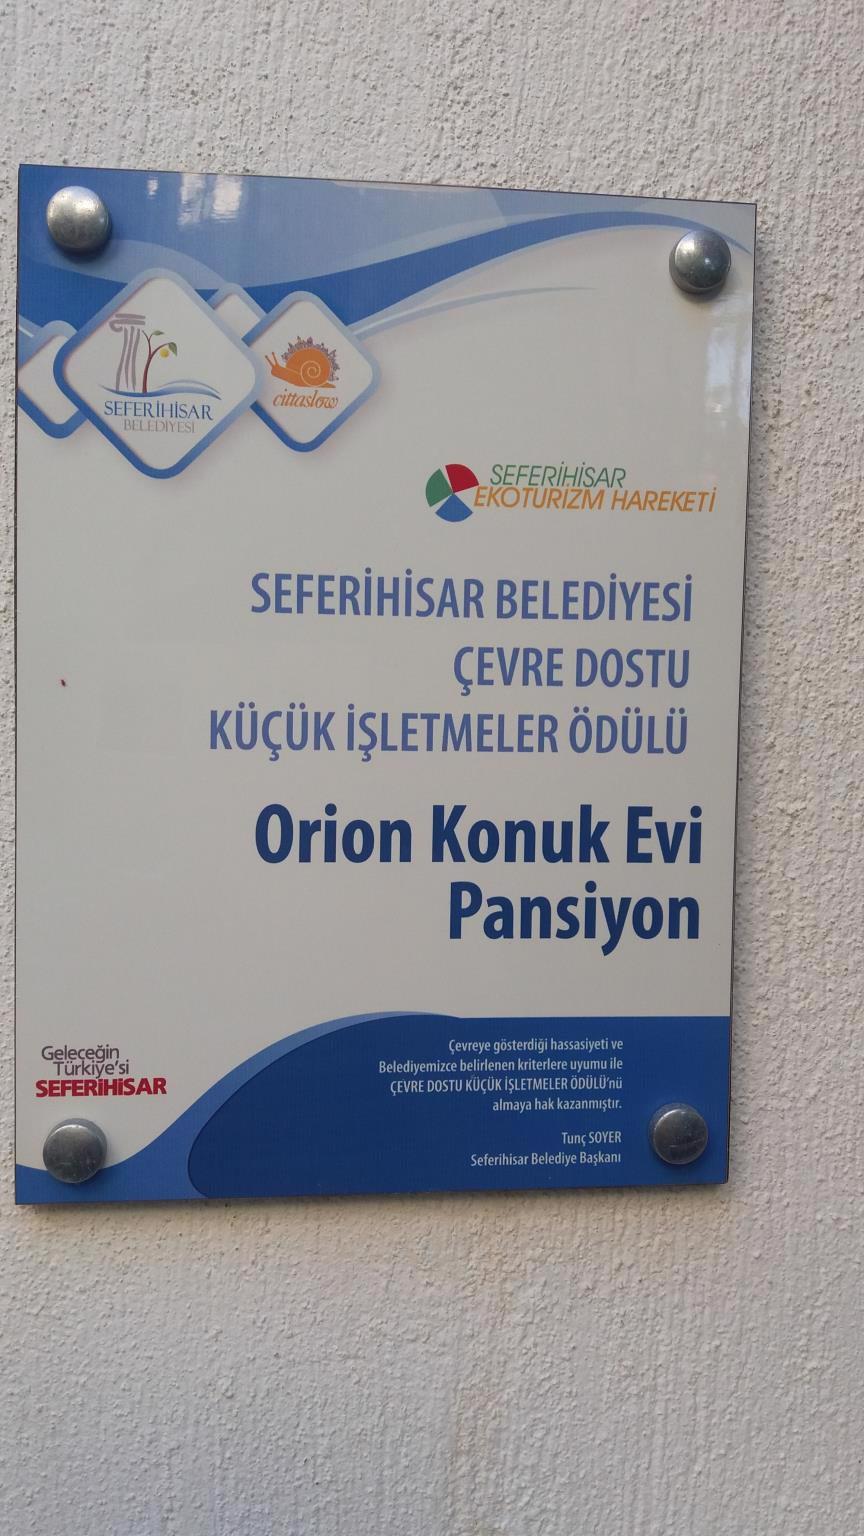 SEFERİHİSAR
BELEDİYESİ
cittaslow
SEFERİHİSAR
EKOTURİZM HAREKETİ
SEFERİHİSAR BELEDİYESİ
ÇEVRE DOSTU
KÜÇÜK İŞLETMELER ÖDÜLÜ
Orion Konuk Evi
Pansiyon
Geleceğin
Türkiye'si
SEFERİHİSAR
Çevreye gösterdiği hassasiyeti ve
Belediyemizce belirlenen kriterlere uyumu ile
ÇEVRE DOSTU KÜÇÜK İŞLETMELER ÖDÜLÜ'nü
almaya hak kazanmıştır.
Tunç SOYER
Seferihisar Belediye Başkanı